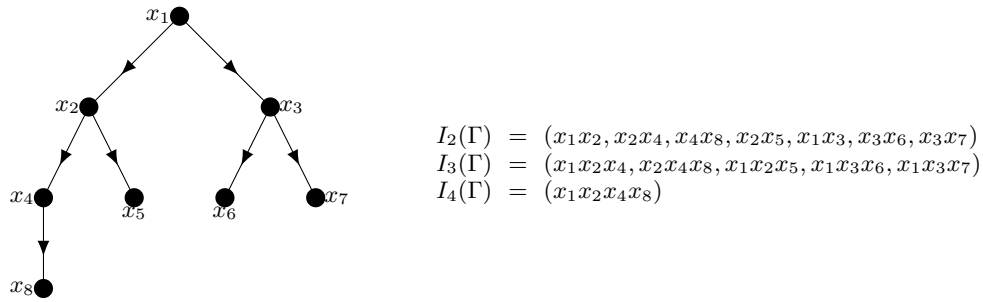 x₁
x₂
x₃
x₄
x₅
x₆
x₇
x₈
I₂(Γ) = (x₁x₂, x₂x₄, x₄x₈, x₂x₅, x₁x₃, x₃x₆, x₃x₇)
I₃(Γ) = (x₁x₂x₄, x₂x₄x₈, x₁x₂x₅, x₁x₃x₆, x₁x₃x₇)
I₄(Γ) = (x₁x₂x₄x₈)